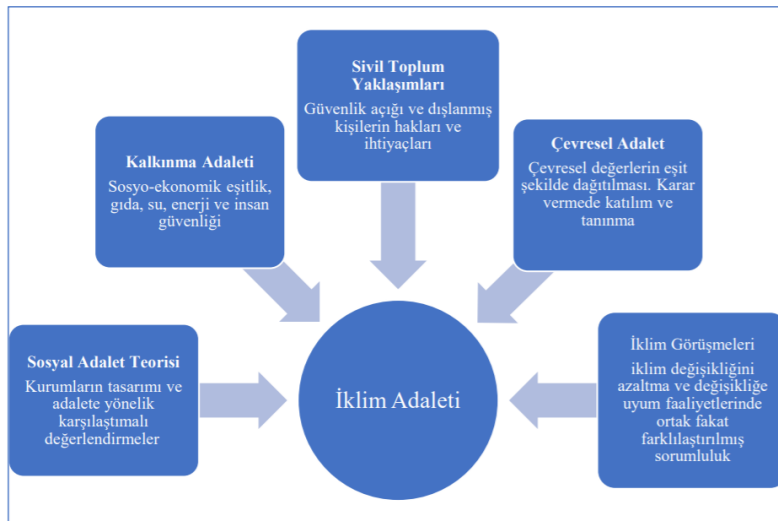 Sivil Toplum
Yaklaşımları
Güvenlik açığı ve dışlanmış
kişilerin hakları ve
ihtiyaçları
Kalkınma Adaleti
Sosyo-ekonomik eşitlik,
gıda, su, enerji ve insan
güvenliği
Çevresel Adalet
Çevresel değerlerin eşit
şekilde dağıtılması. Karar
vermede katılım ve
tanınma
Sosyal Adalet Teorisi
Kurumların tasarımı ve
adalete yönelik
karşılaştımalı
değerlendirmeler
İklim Adaleti
İklim Görüşmeleri
iklim değişikliğini
azaltma ve değişikliğe
uyum faaliyetlerinde
ortak fakat
farklılaştırılmış
sorumluluk